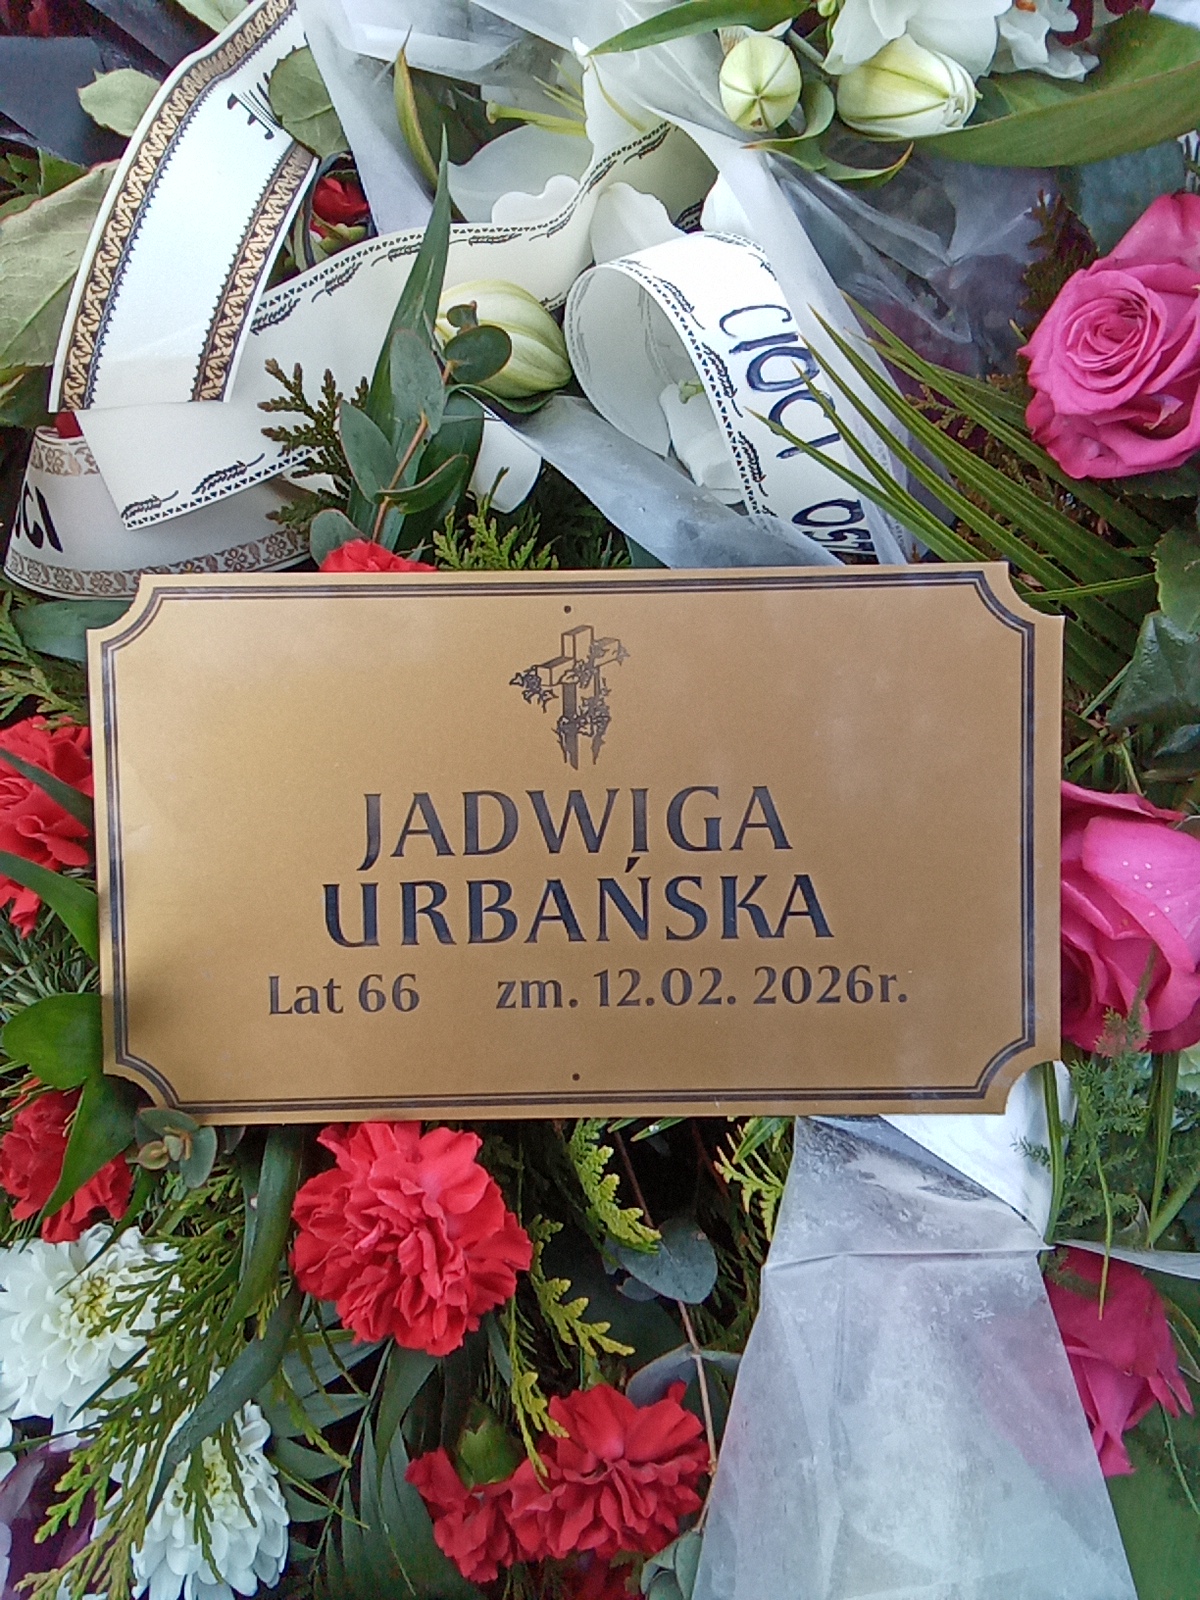 CIOCI
JADWIGA
URBAŃSKA
Lat 66 zm. 12.02. 2026r.